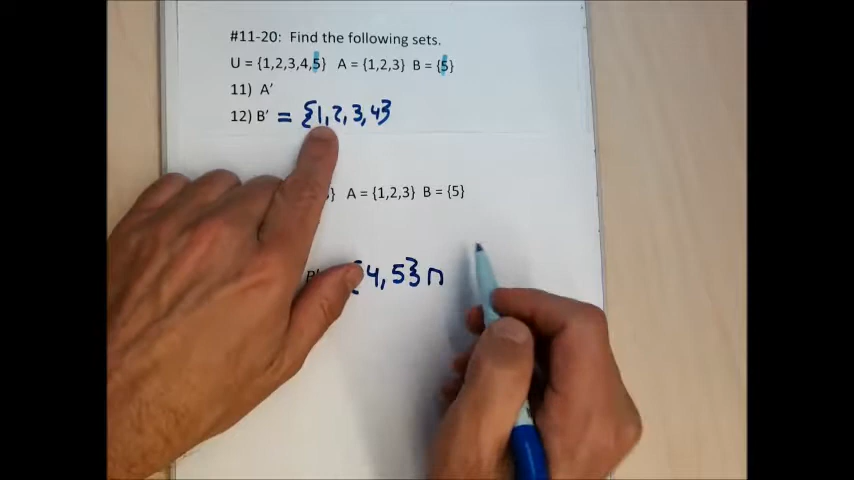 #11-20: Find the following sets.
U = {1,2,3,4,5} A = {1,2,3} B = {5}
11) A'
12) B' = {1,2,3,4}
} A = {1,2,3} B = {5}
{4,5} ∩